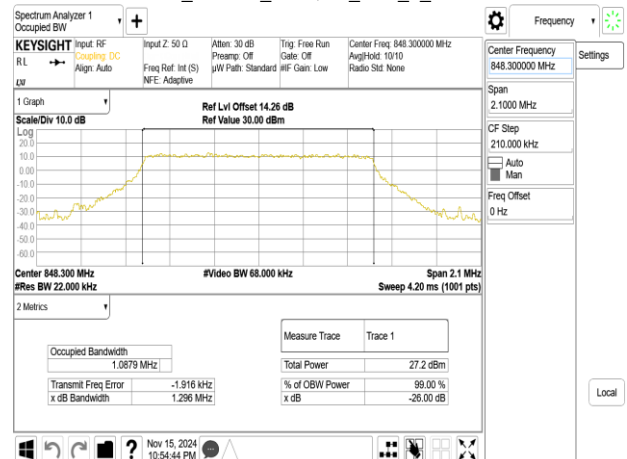 Spectrum Analyzer 1
Occupied BW
Frequency
KEYSIGHT
RL
LXI
Input: RF
Coupling: DC
Align: Auto
Input Z: 50 Ω
Freq Ref: Int (S)
NFE: Adaptive
Atten: 30 dB
Preamp: Off
µW Path: Standard
Trig: Free Run
Gate: Off
#IF Gain: Low
Center Freq: 848.300000 MHz
Avg|Hold: 10/10
Radio Std: None
Center Frequency
848.300000 MHz
Settings
Span
2.1000 MHz
CF Step
210.000 kHz
Auto
Man
Freq Offset
0 Hz
Local
1 Graph
Scale/Div 10.0 dB
Ref Lvl Offset 14.26 dB
Ref Value 30.00 dBm
Log
20.0
10.0
0.00
-10.0
-20.0
-30.0
-40.0
-50.0
-60.0
Center 848.300 MHz
#Video BW 68.000 kHz
Span 2.1 MHz
#Res BW 22.000 kHz
Sweep 4.20 ms (1001 pts)
2 Metrics
Measure Trace Trace 1
Occupied Bandwidth
1.0879 MHz
Total Power 27.2 dBm
Transmit Freq Error -1.916 kHz
% of OBW Power 99.00 %
x dB Bandwidth 1.296 MHz
x dB -26.00 dB
Nov 15, 2024
10:54:44 PM